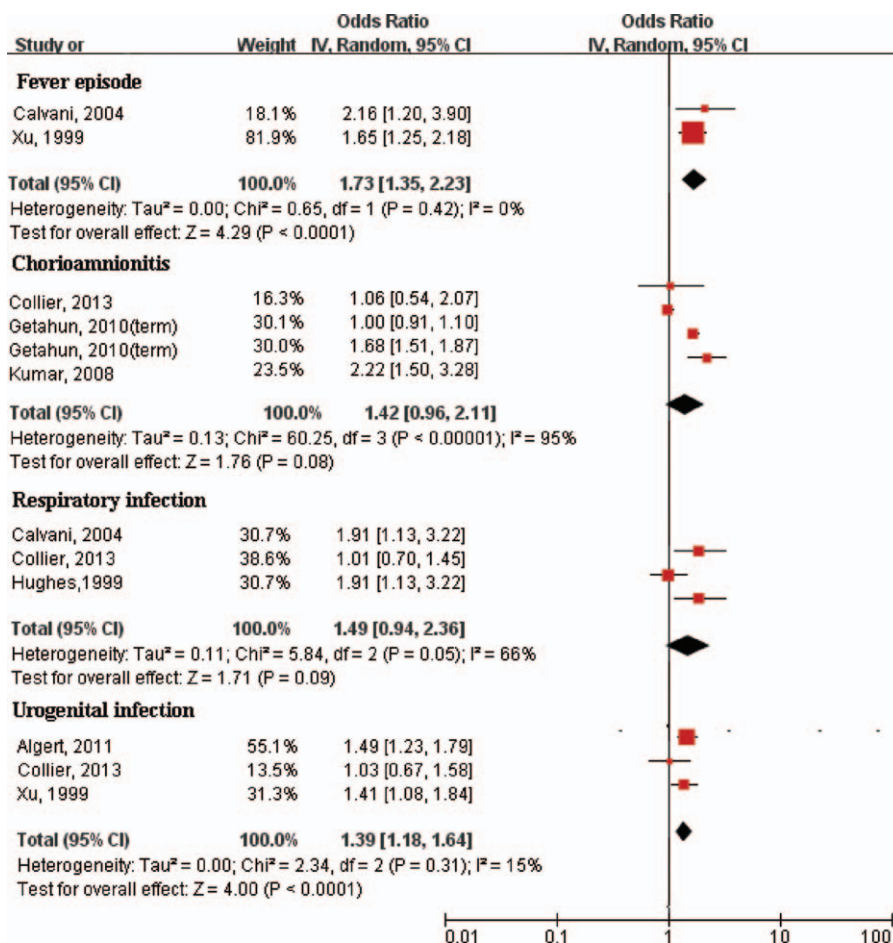 Odds Ratio Odds Ratio
Study or Weight IV, Random, 95% CI IV, Random, 95% CI
Fever episode
Calvani, 2004 18.1% 2.16 [1.20, 3.90]
Xu, 1999 81.9% 1.65 [1.25, 2.18]
Total (95% CI) 100.0% 1.73 [1.35, 2.23]
Heterogeneity: Tau² = 0.00; Chi² = 0.65, df = 1 (P = 0.42); I² = 0%
Test for overall effect: Z = 4.29 (P < 0.0001)
Chorioamnionitis
Collier, 2013 16.3% 1.06 [0.54, 2.07]
Getahun, 2010(term) 30.1% 1.00 [0.91, 1.10]
Getahun, 2010(term) 30.0% 1.68 [1.51, 1.87]
Kumar, 2008 23.5% 2.22 [1.50, 3.28]
Total (95% CI) 100.0% 1.42 [0.96, 2.11]
Heterogeneity: Tau² = 0.13; Chi² = 60.25, df = 3 (P < 0.00001); I² = 95%
Test for overall effect: Z = 1.76 (P = 0.08)
Respiratory infection
Calvani, 2004 30.7% 1.91 [1.13, 3.22]
Collier, 2013 38.6% 1.01 [0.70, 1.45]
Hughes,1999 30.7% 1.91 [1.13, 3.22]
Total (95% CI) 100.0% 1.49 [0.94, 2.36]
Heterogeneity: Tau² = 0.11; Chi² = 5.84, df = 2 (P = 0.05); I² = 66%
Test for overall effect: Z = 1.71 (P = 0.09)
Urogenital infection
Algert, 2011 55.1% 1.49 [1.23, 1.79]
Collier, 2013 13.5% 1.03 [0.67, 1.58]
Xu, 1999 31.3% 1.41 [1.08, 1.84]
Total (95% CI) 100.0% 1.39 [1.18, 1.64]
Heterogeneity: Tau² = 0.00; Chi² = 2.34, df = 2 (P = 0.31); I² = 15%
Test for overall effect: Z = 4.00 (P < 0.0001)
0.01 0.1 1 10 100